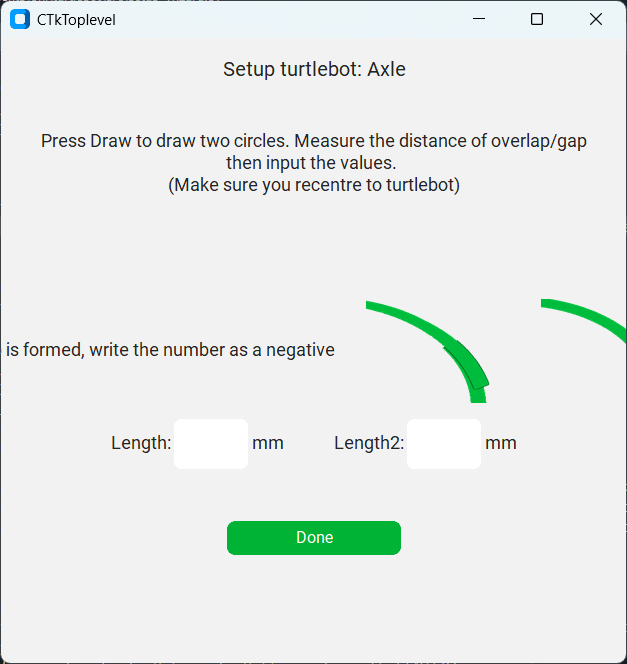 CTkToplevel
Setup turtlebot: Axle
Press Draw to draw two circles. Measure the distance of overlap/gap
then input the values.
(Make sure you recentre to turtlebot)
is formed, write the number as a negative
Length: mm Length2: mm
Done